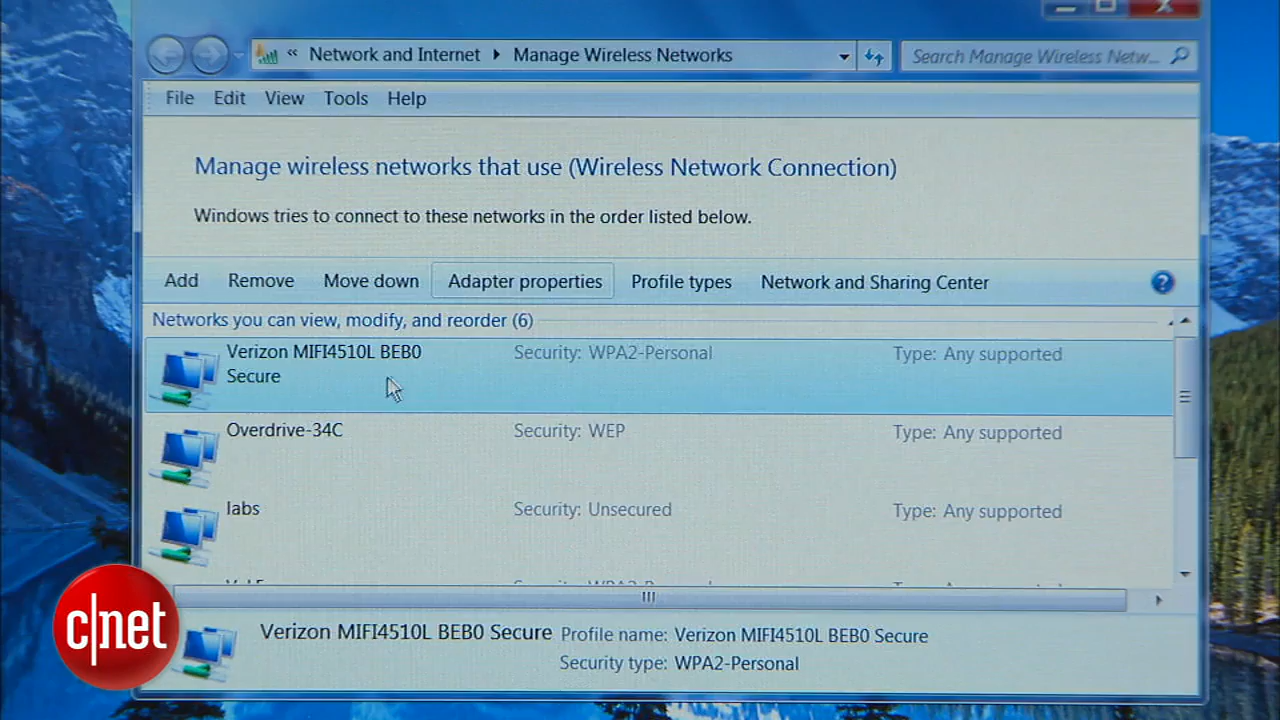 « Network and Internet ▸ Manage Wireless Networks
Search Manage Wireless Netw...
File Edit View Tools Help
Manage wireless networks that use (Wireless Network Connection)
Windows tries to connect to these networks in the order listed below.
Add Remove Move down Adapter properties Profile types Network and Sharing Center ?
Networks you can view, modify, and reorder (6)
Verizon MIFI4510L BEB0 Security: WPA2-Personal Type: Any supported
Secure
Overdrive-34C Security: WEP Type: Any supported
labs Security: Unsecured Type: Any supported
c|net
Verizon MIFI4510L BEB0 Secure Profile name: Verizon MIFI4510L BEB0 Secure
Security type: WPA2-Personal